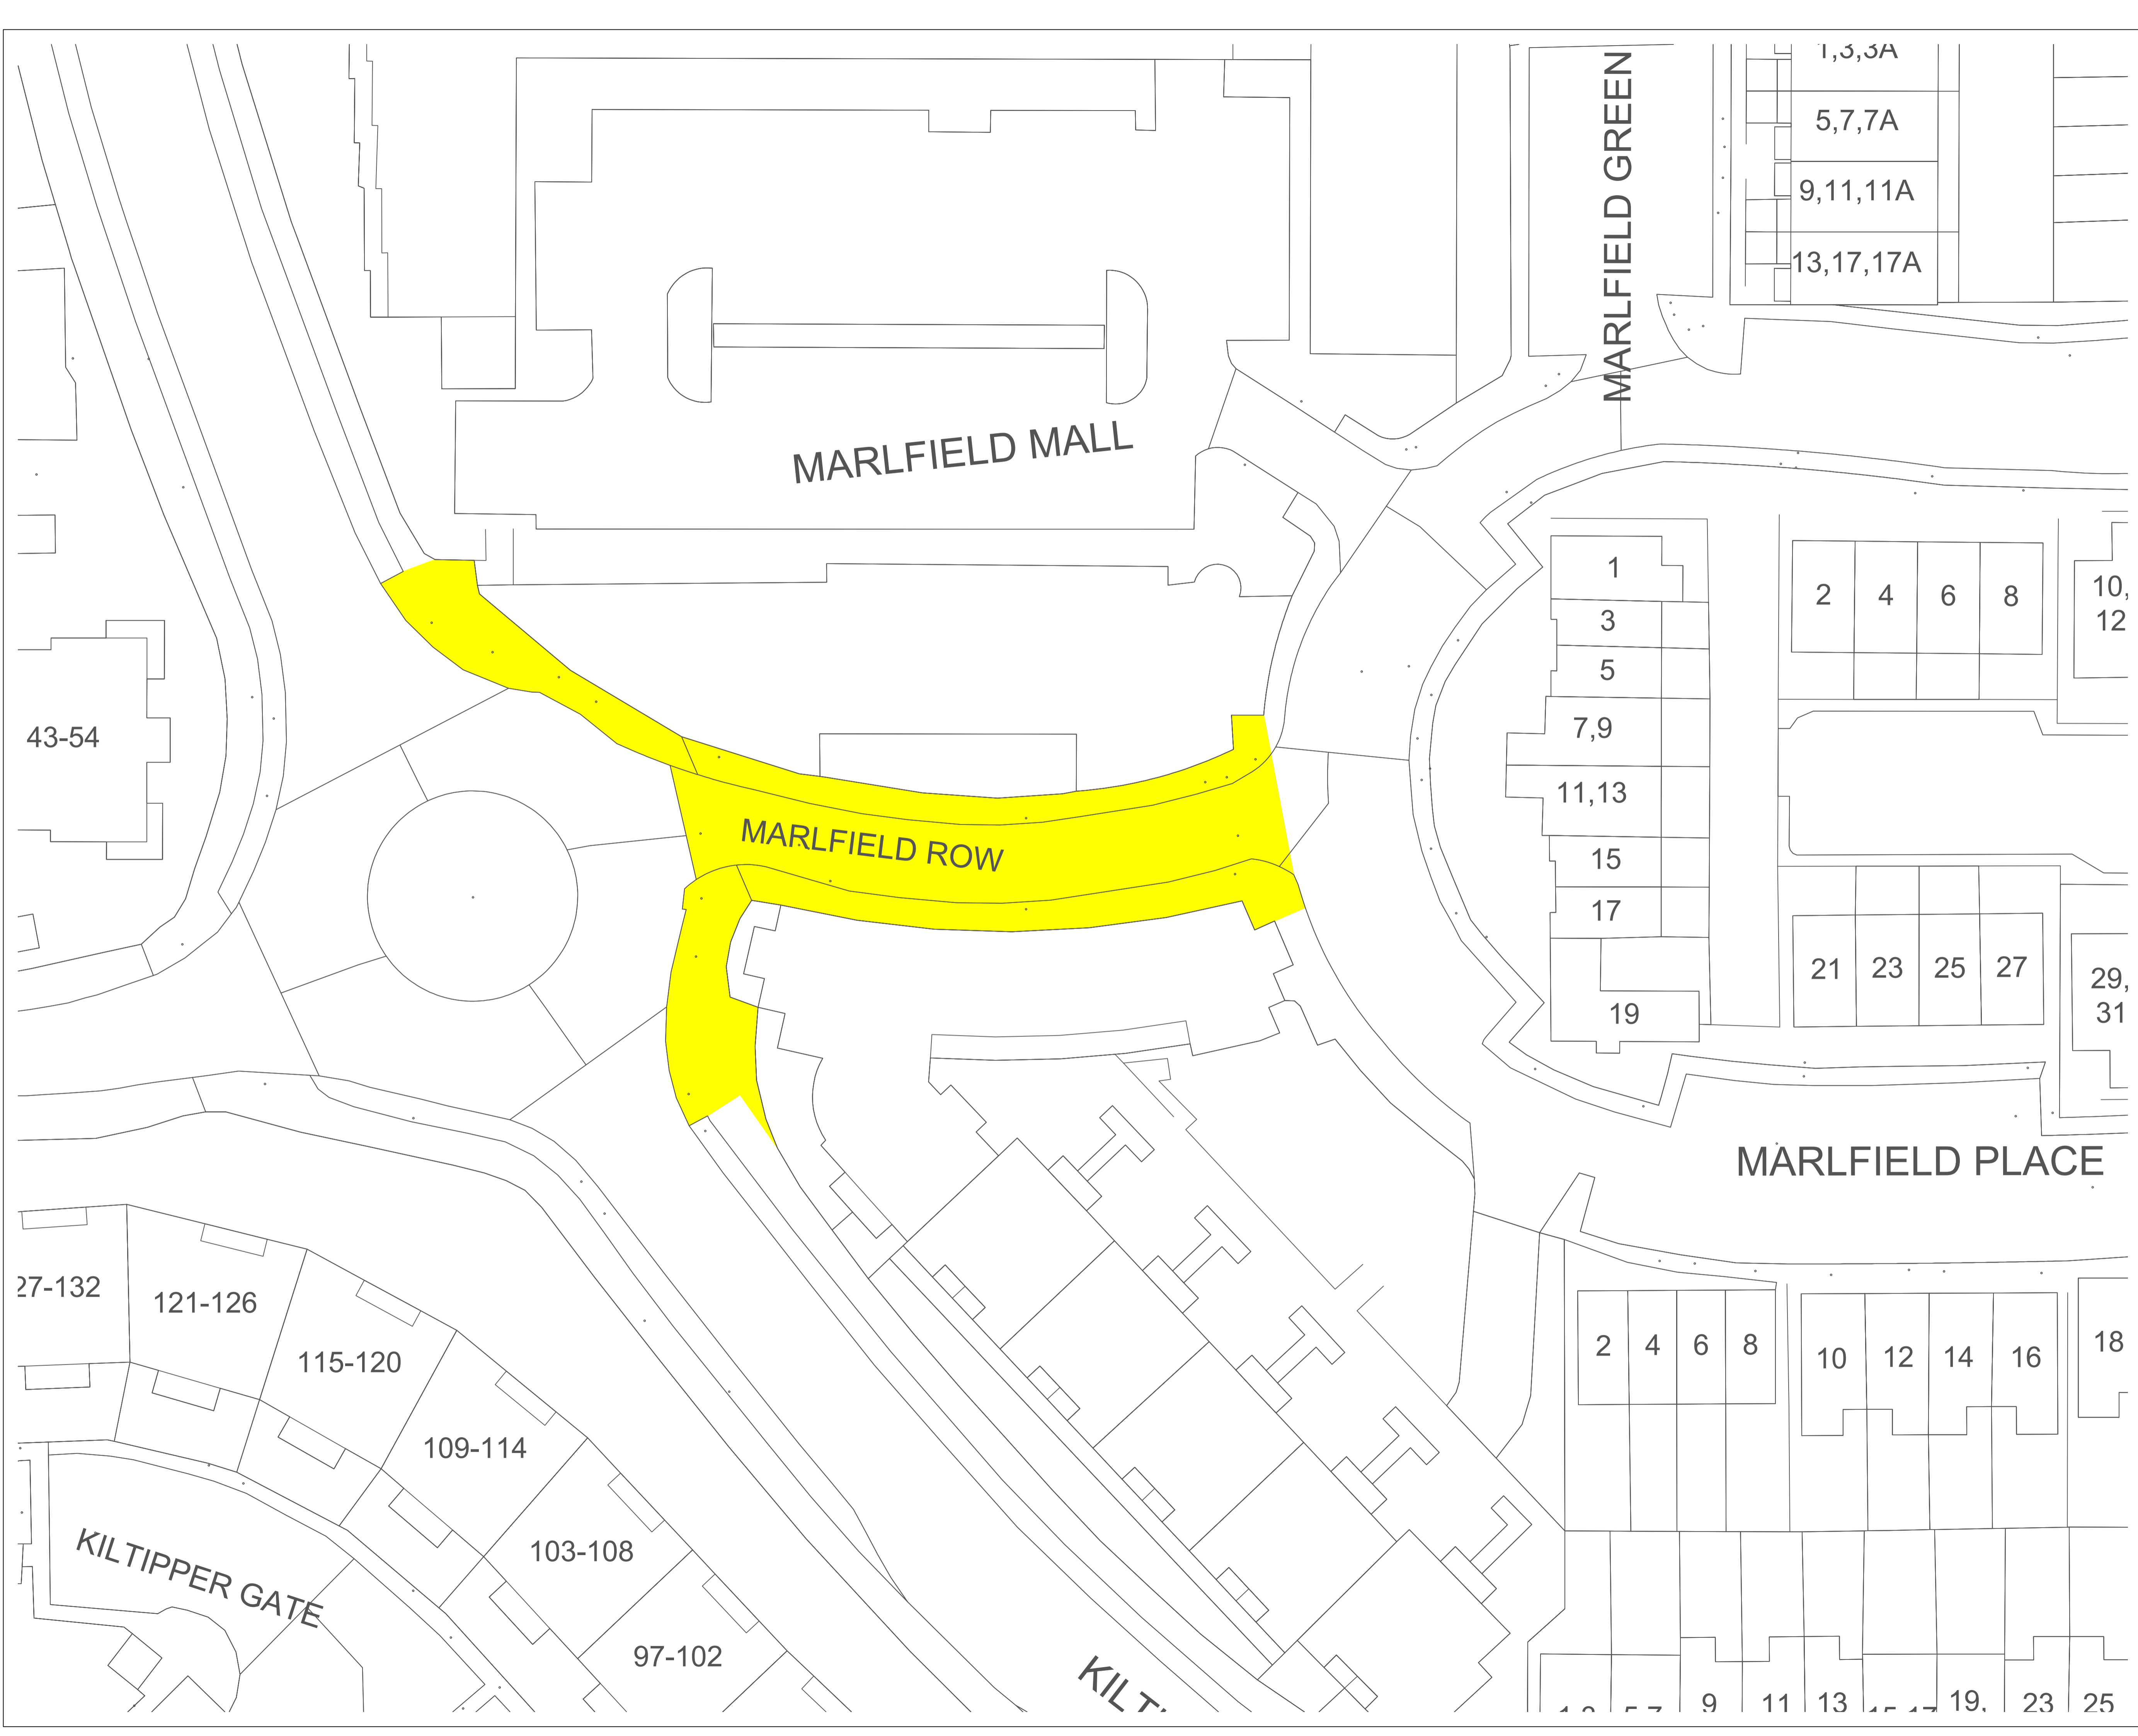 1,3,3A
5,7,7A
9,11,11A
13,17,17A
MARLFIELD GREEN
MARLFIELD MALL
1
3
5
7,9
11,13
15
17
19
2 4 6 8
10,
12
43-54
MARLFIELD ROW
21 23 25 27
29,
31
MARLFIELD PLACE
27-132
121-126
115-120
109-114
103-108
97-102
2 4 6 8
10 12 14 16
18
KILTIPPER GATE
9 11 13
19,
23 25